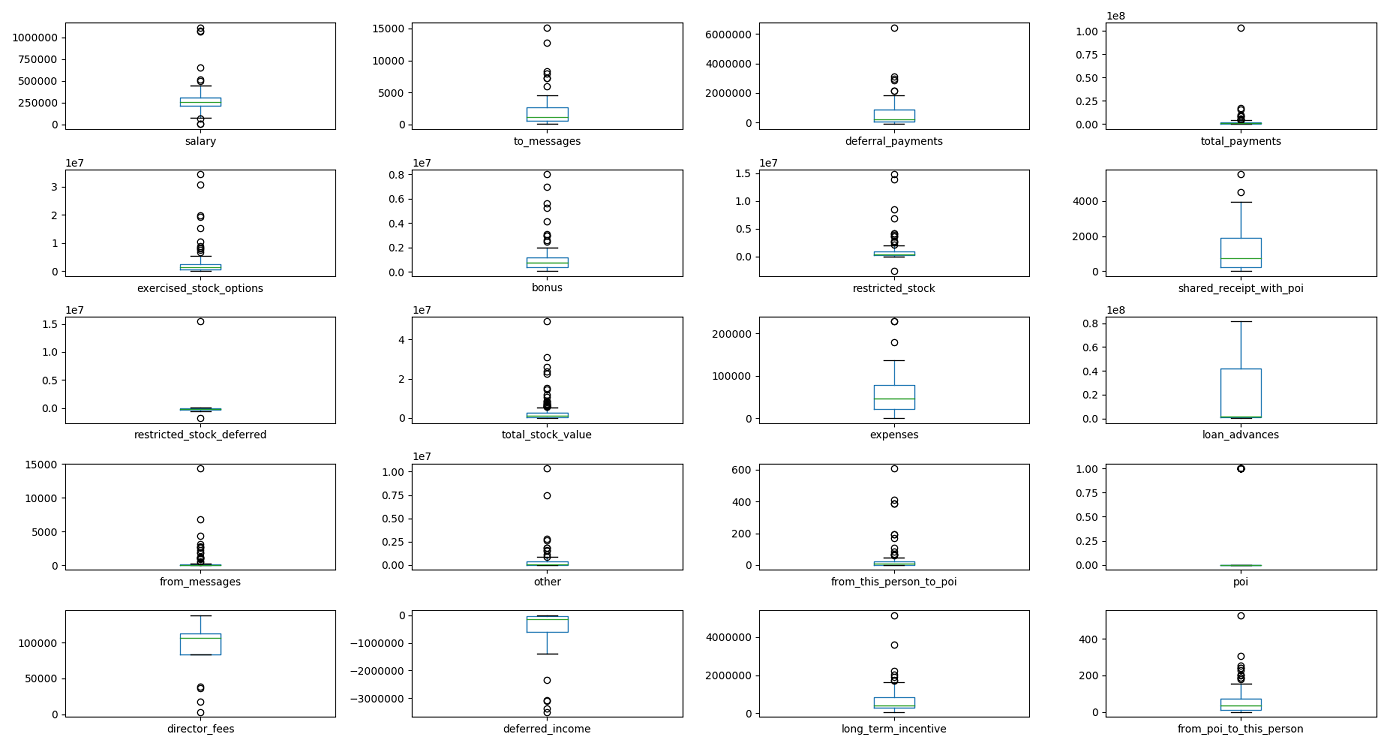 1000000
750000
500000
250000
0
salary
15000
10000
5000
0
to_messages
6000000
4000000
2000000
0
deferral_payments
1e8
1.00
0.75
0.50
0.25
0.00
total_payments
1e7
3
2
1
0
exercised_stock_options
1e7
0.8
0.6
0.4
0.2
0.0
bonus
1e7
1.5
1.0
0.5
0.0
restricted_stock
4000
2000
0
shared_receipt_with_poi
1e7
1.5
1.0
0.5
0.0
restricted_stock_deferred
1e7
4
2
0
total_stock_value
200000
100000
0
expenses
1e8
0.8
0.6
0.4
0.2
0.0
loan_advances
15000
10000
5000
0
from_messages
1e7
1.00
0.75
0.50
0.25
0.00
other
600
400
200
0
from_this_person_to_poi
1.00
0.75
0.50
0.25
0.00
poi
100000
50000
0
director_fees
0
−1000000
−2000000
−3000000
deferred_income
4000000
2000000
0
long_term_incentive
400
200
0
from_poi_to_this_person